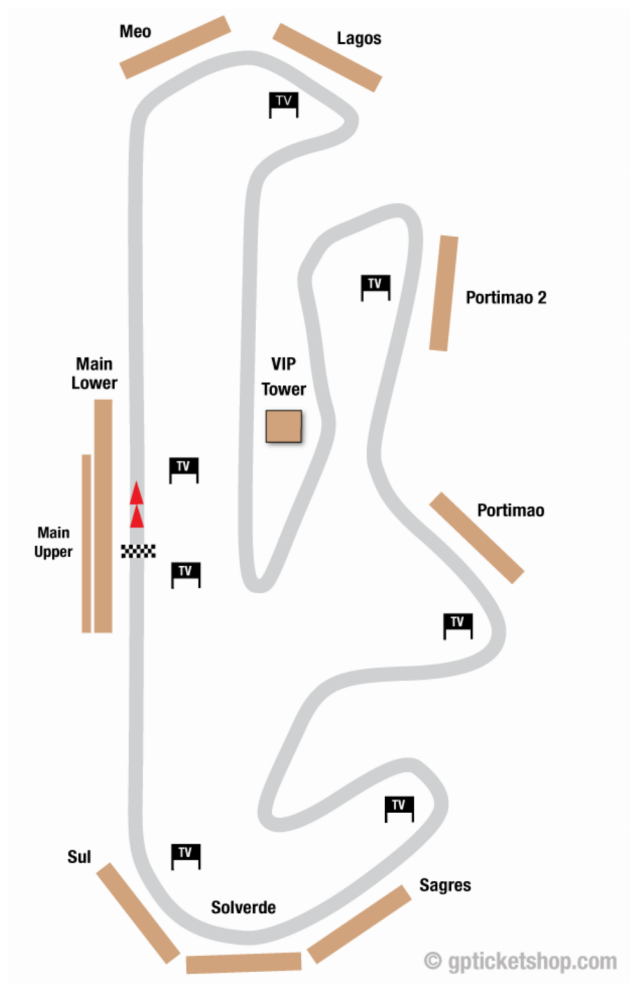 Meo
Lagos
TV
TV
Portimao 2
Main
Lower
VIP
Tower
TV
Portimao
Main
Upper
TV
TV
TV
TV
Sul
Sagres
Solverde
© gpticketshop.com